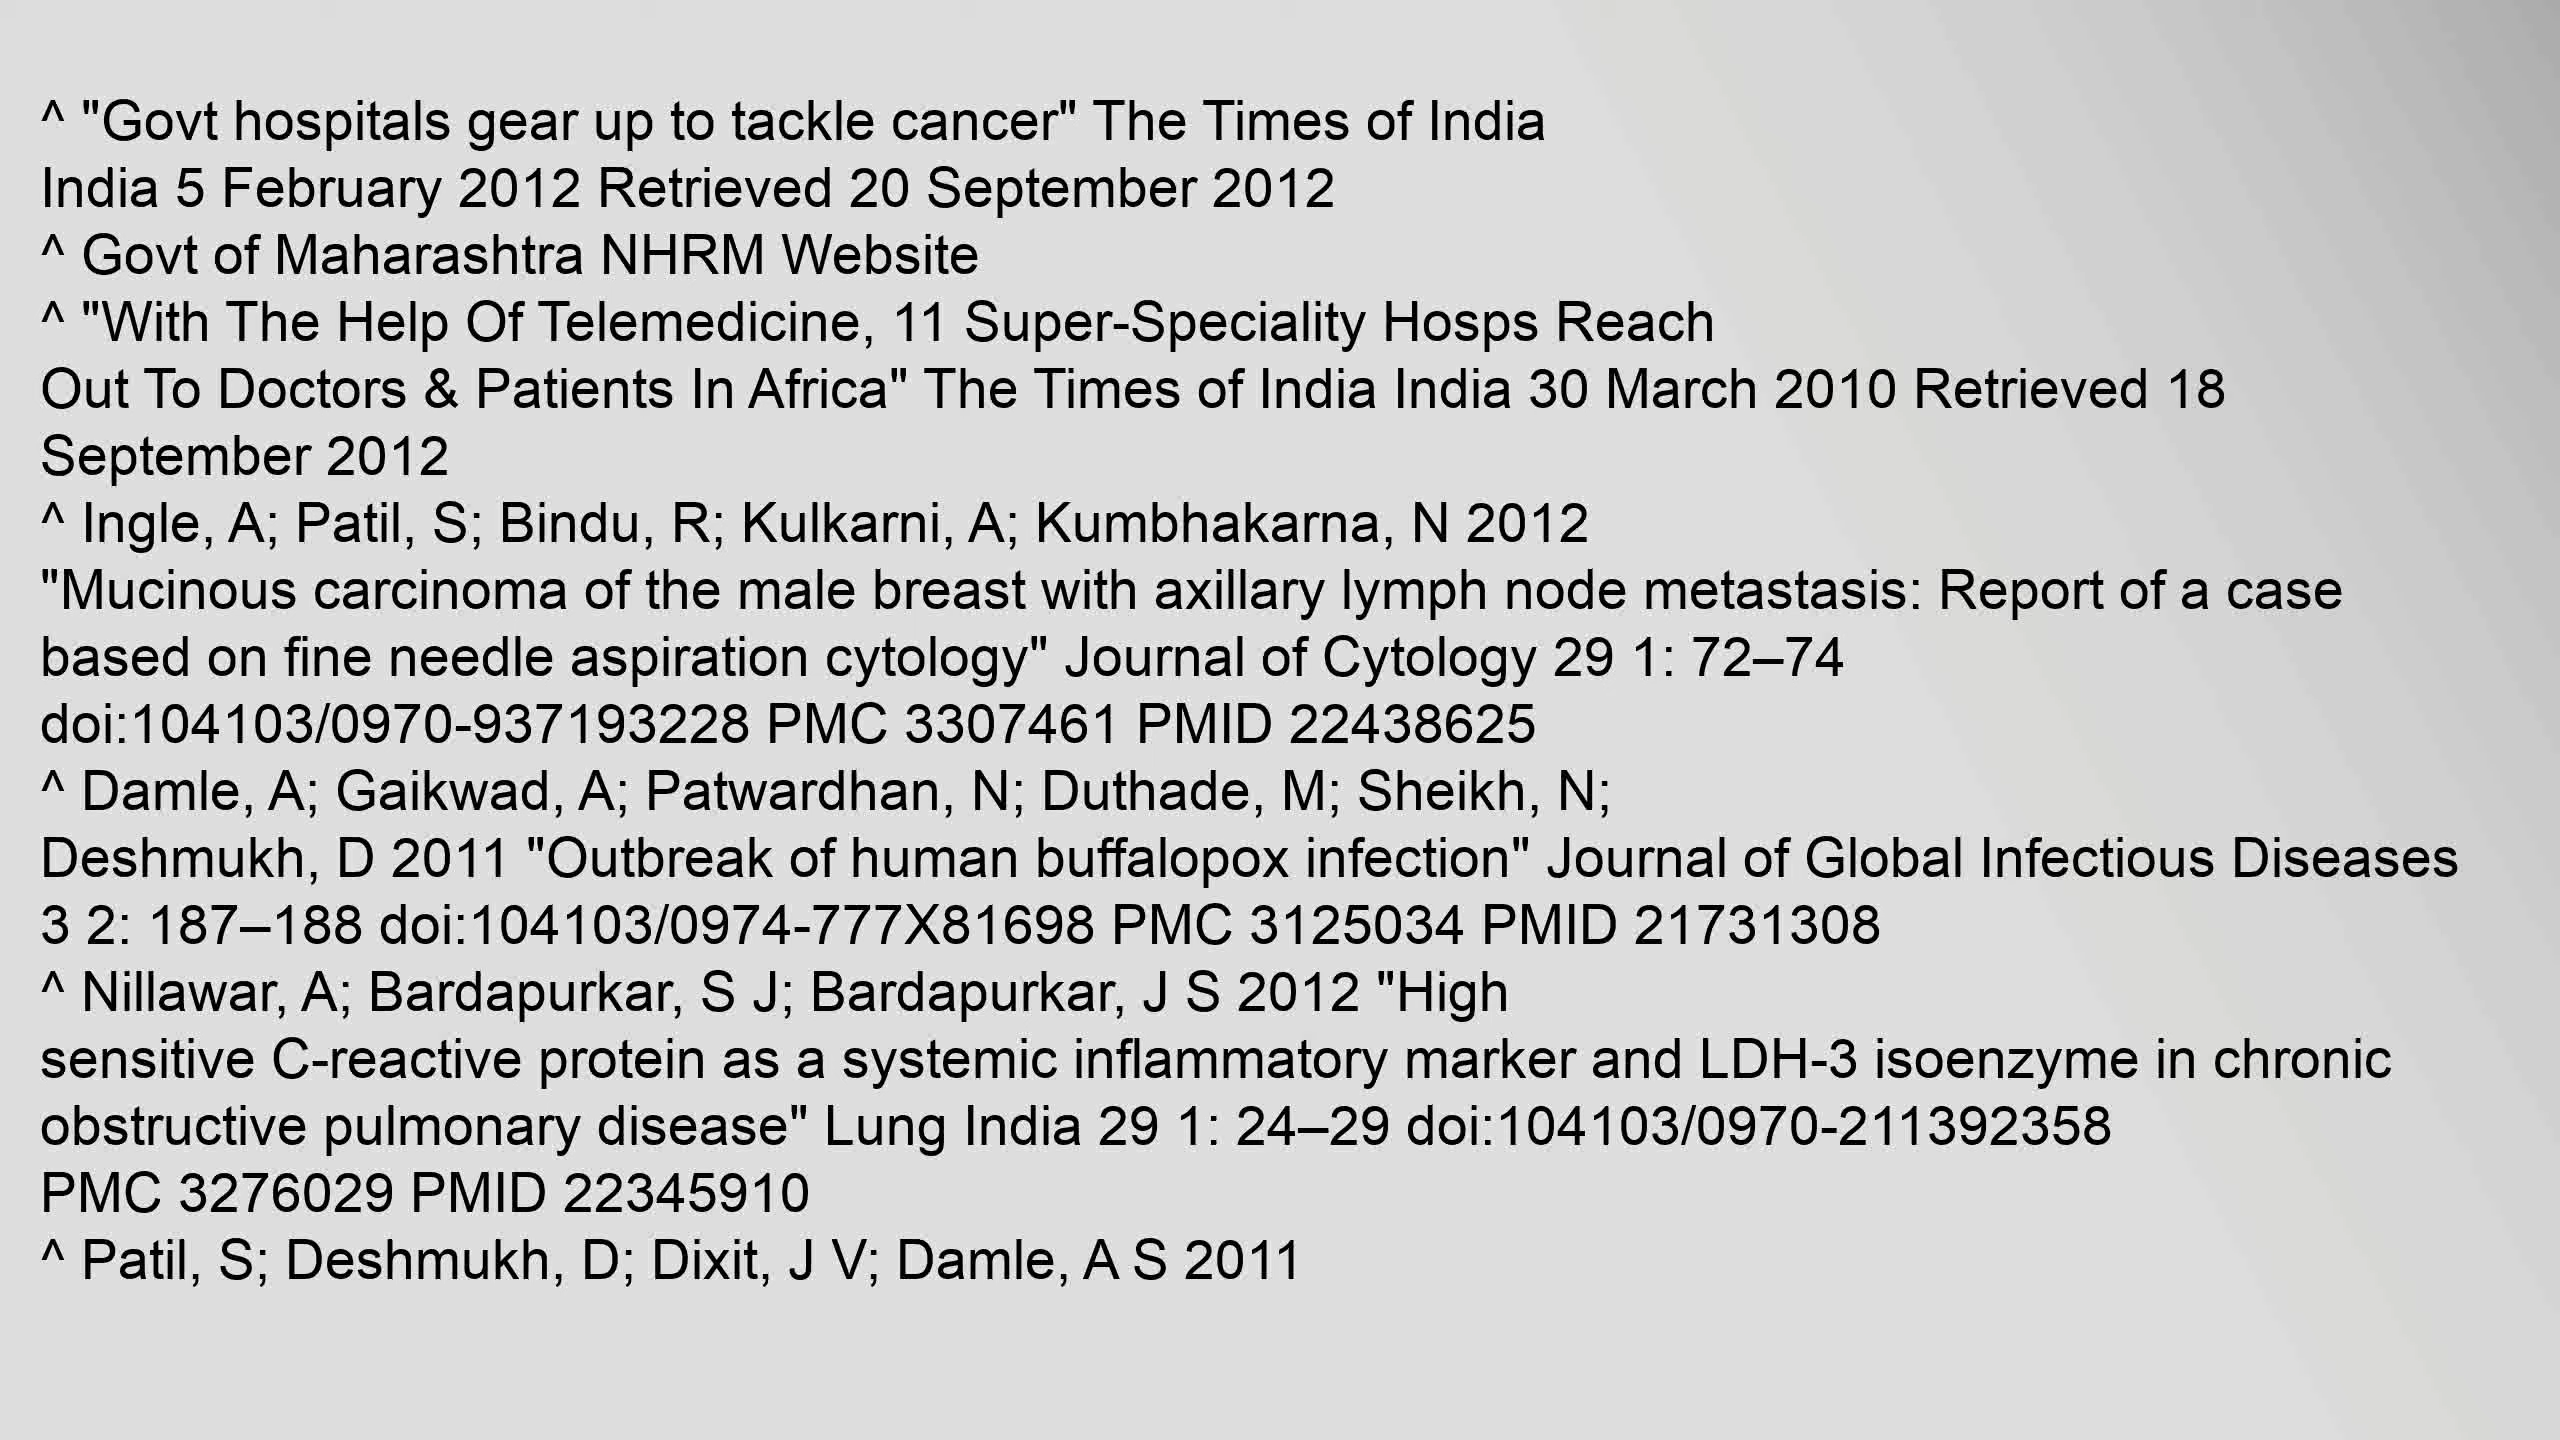 ^ "Govt hospitals gear up to tackle cancer" The Times of India
India 5 February 2012 Retrieved 20 September 2012
^ Govt of Maharashtra NHRM Website
^ "With The Help Of Telemedicine, 11 Super-Speciality Hosps Reach
Out To Doctors & Patients In Africa" The Times of India India 30 March 2010 Retrieved 18
September 2012
^ Ingle, A; Patil, S; Bindu, R; Kulkarni, A; Kumbhakarna, N 2012
"Mucinous carcinoma of the male breast with axillary lymph node metastasis: Report of a case
based on fine needle aspiration cytology" Journal of Cytology 29 1: 72–74
doi:104103/0970-937193228 PMC 3307461 PMID 22438625
^ Damle, A; Gaikwad, A; Patwardhan, N; Duthade, M; Sheikh, N;
Deshmukh, D 2011 "Outbreak of human buffalopox infection" Journal of Global Infectious Diseases
3 2: 187–188 doi:104103/0974-777X81698 PMC 3125034 PMID 21731308
^ Nillawar, A; Bardapurkar, S J; Bardapurkar, J S 2012 "High
sensitive C-reactive protein as a systemic inflammatory marker and LDH-3 isoenzyme in chronic
obstructive pulmonary disease" Lung India 29 1: 24–29 doi:104103/0970-211392358
PMC 3276029 PMID 22345910
^ Patil, S; Deshmukh, D; Dixit, J V; Damle, A S 2011